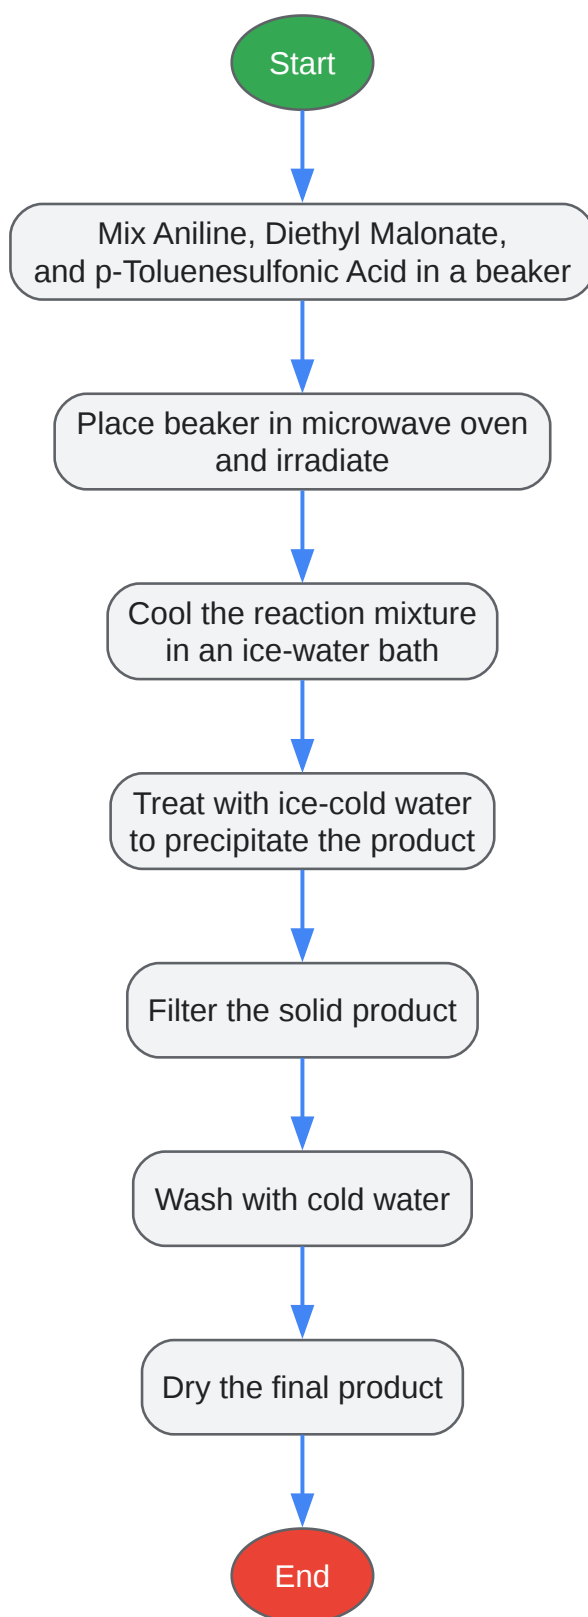 Start
Mix Aniline, Diethyl Malonate,
and p-Toluenesulfonic Acid in a beaker
Place beaker in microwave oven
and irradiate
Cool the reaction mixture
in an ice-water bath
Treat with ice-cold water
to precipitate the product
Filter the solid product
Wash with cold water
Dry the final product
End